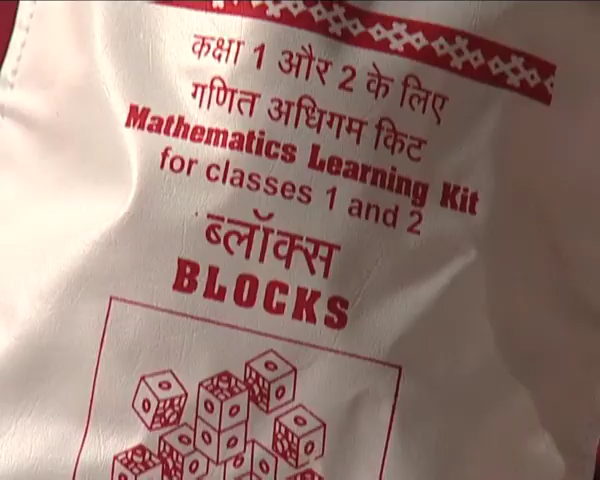 कक्षा 1 और 2 के लिए
गणित अधिगम किट
Mathematics Learning Kit
for classes 1 and 2
ब्लॉक्स
BLOCKS